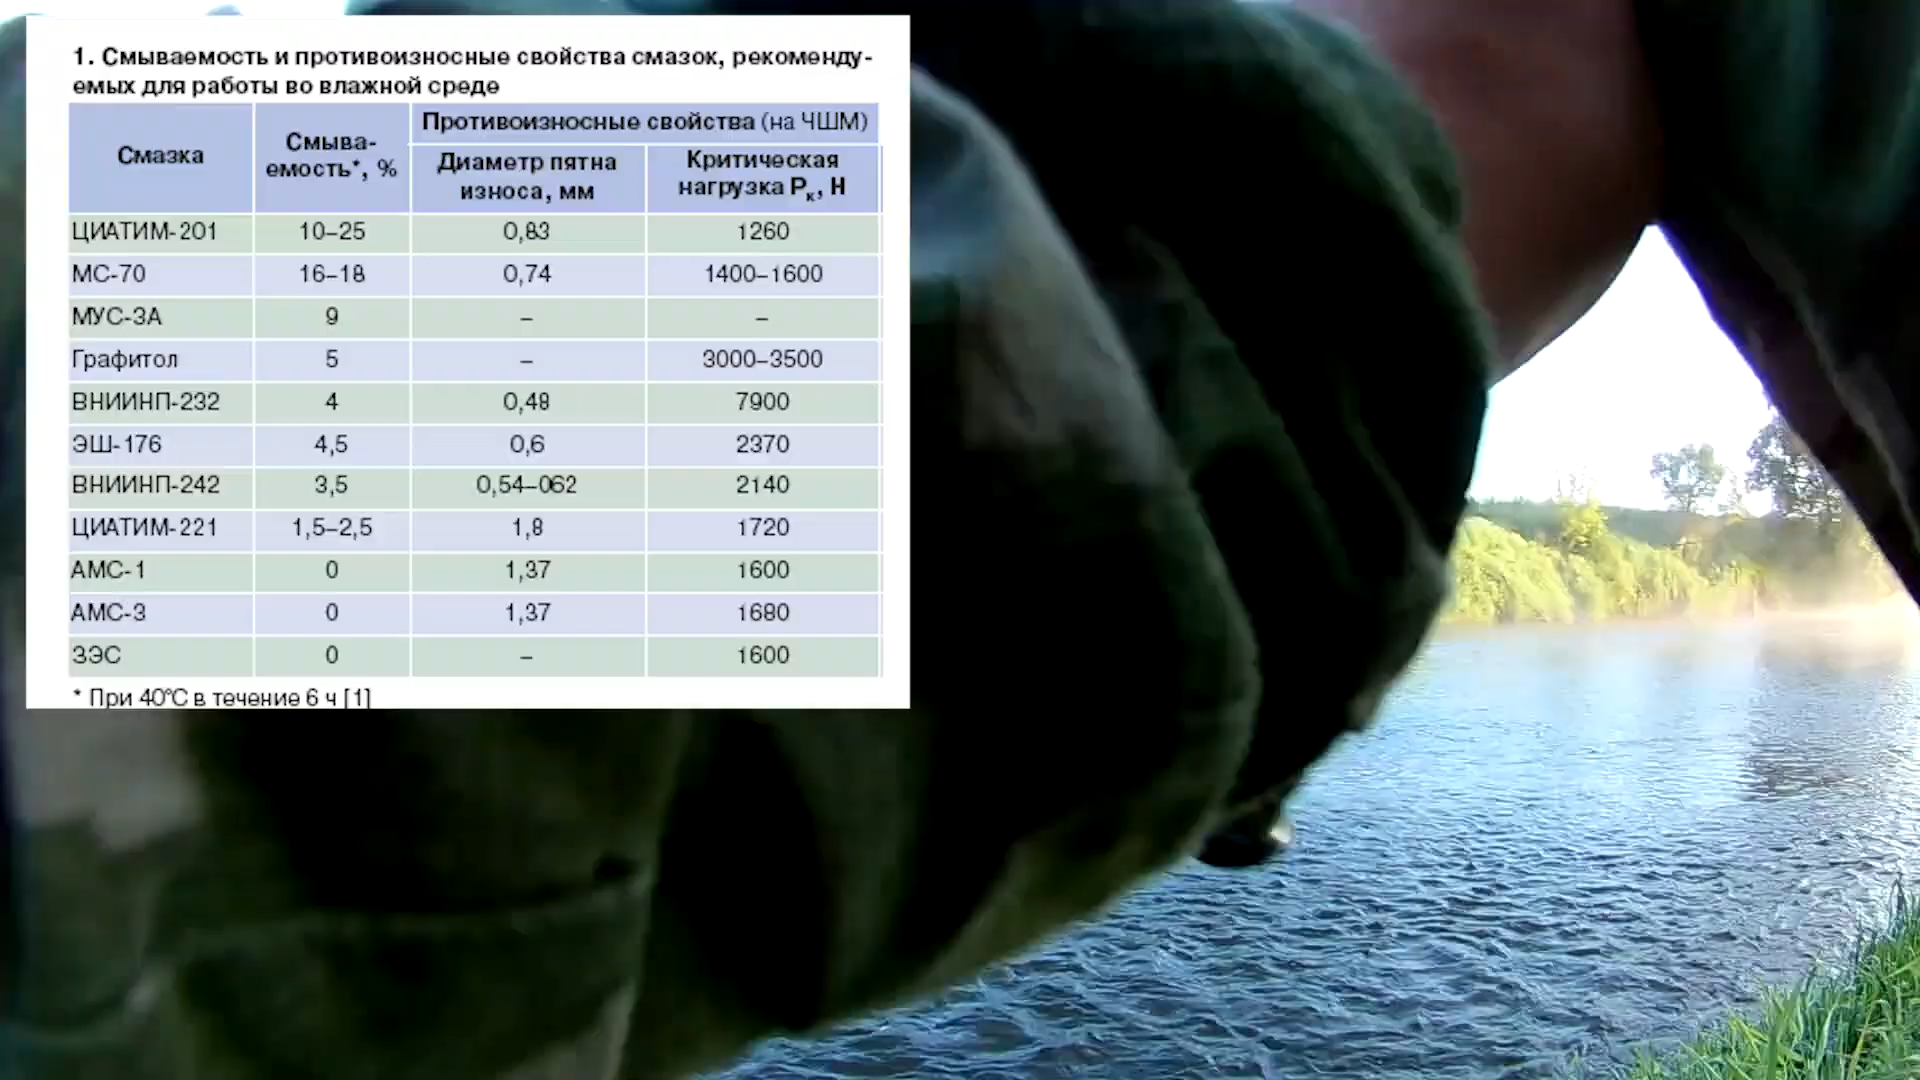 1. Смываемость и противоизносные свойства смазок, рекоменду-
емых для работы во влажной среде
Смазка
Смыва-
емость*, %
Противоизносные свойства (на ЧШМ)
Диаметр пятна
износа, мм
Критическая
нагрузка Pк, Н
ЦИАТИМ-201 10–25 0,83 1260
МС-70 16–18 0,74 1400–1600
МУС-3А 9 – –
Графитол 5 – 3000–3500
ВНИИНП-232 4 0,48 7900
ЭШ-176 4,5 0,6 2370
ВНИИНП-242 3,5 0,54–062 2140
ЦИАТИМ-221 1,5–2,5 1,8 1720
АМС-1 0 1,37 1600
АМС-3 0 1,37 1680
ЗЭС 0 – 1600
* При 40°С в течение 6 ч [1]